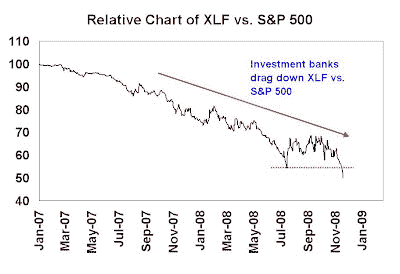 Relative Chart of XLF vs. S&P 500
110
100
90
80
70
60
50
40
Investment banks
drag down XLF vs.
S&P 500
Jan-07
Mar-07
May-07
Jul-07
Sep-07
Nov-07
Jan-08
Mar-08
May-08
Jul-08
Sep-08
Nov-08
Jan-09